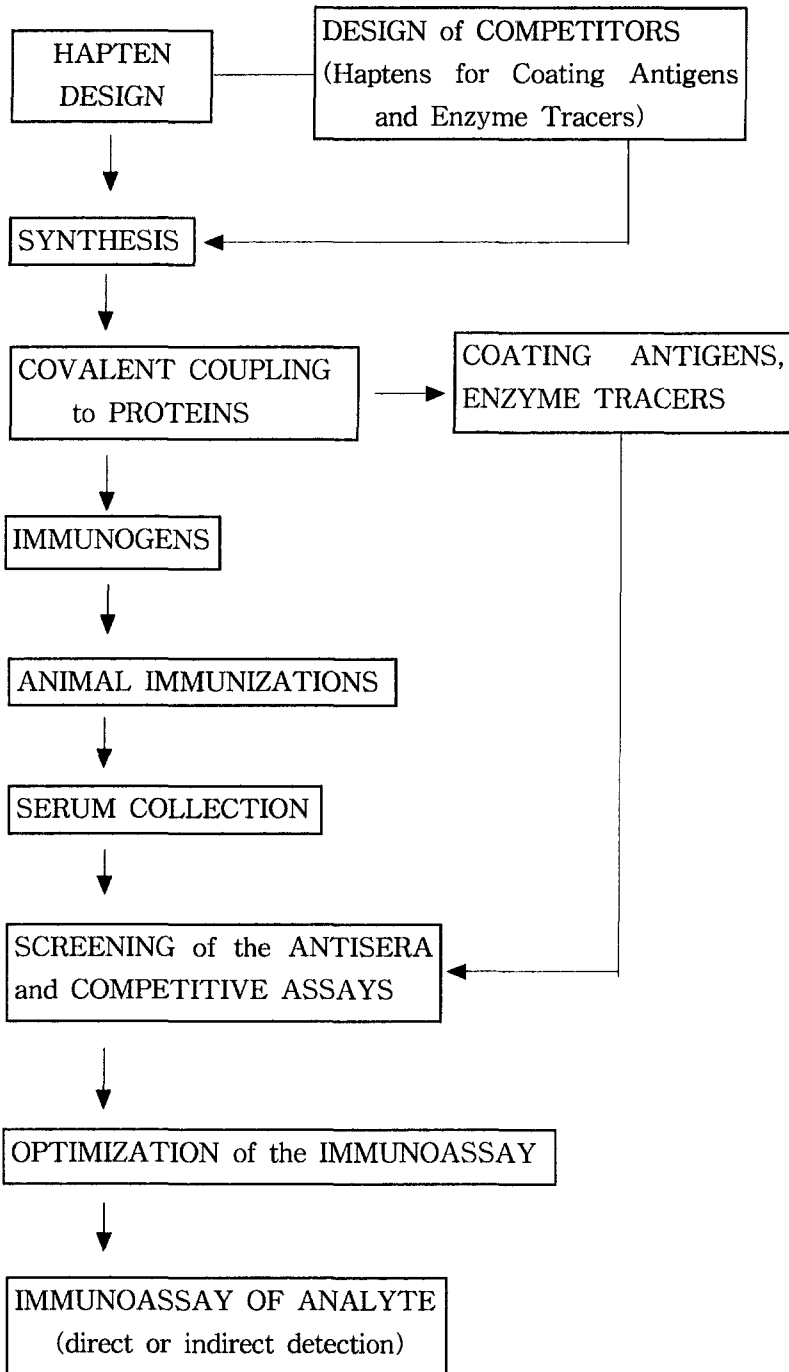 HAPTEN
DESIGN
DESIGN of COMPETITORS
(Haptens for Coating Antigens
and Enzyme Tracers)
SYNTHESIS
COVALENT COUPLING
to PROTEINS
COATING ANTIGENS,
ENZYME TRACERS
IMMUNOGENS
ANIMAL IMMUNIZATIONS
SERUM COLLECTION
SCREENING of the ANTISERA
and COMPETITIVE ASSAYS
OPTIMIZATION of the IMMUNOASSAY
IMMUNOASSAY OF ANALYTE
(direct or indirect detection)